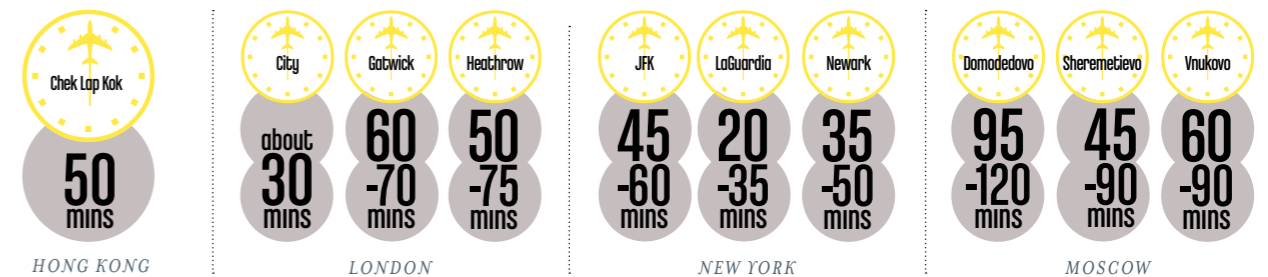 Chek Lap Kok
50
mins
HONG KONG
City
about
30
mins
Gatwick
60
-70
mins
Heathrow
50
-75
mins
LONDON
JFK
45
-60
mins
LaGuardia
20
-35
mins
Newark
35
-50
mins
NEW YORK
Domodedovo
95
-120
mins
Sheremetievo
45
-90
mins
Vnukovo
60
-90
mins
MOSCOW